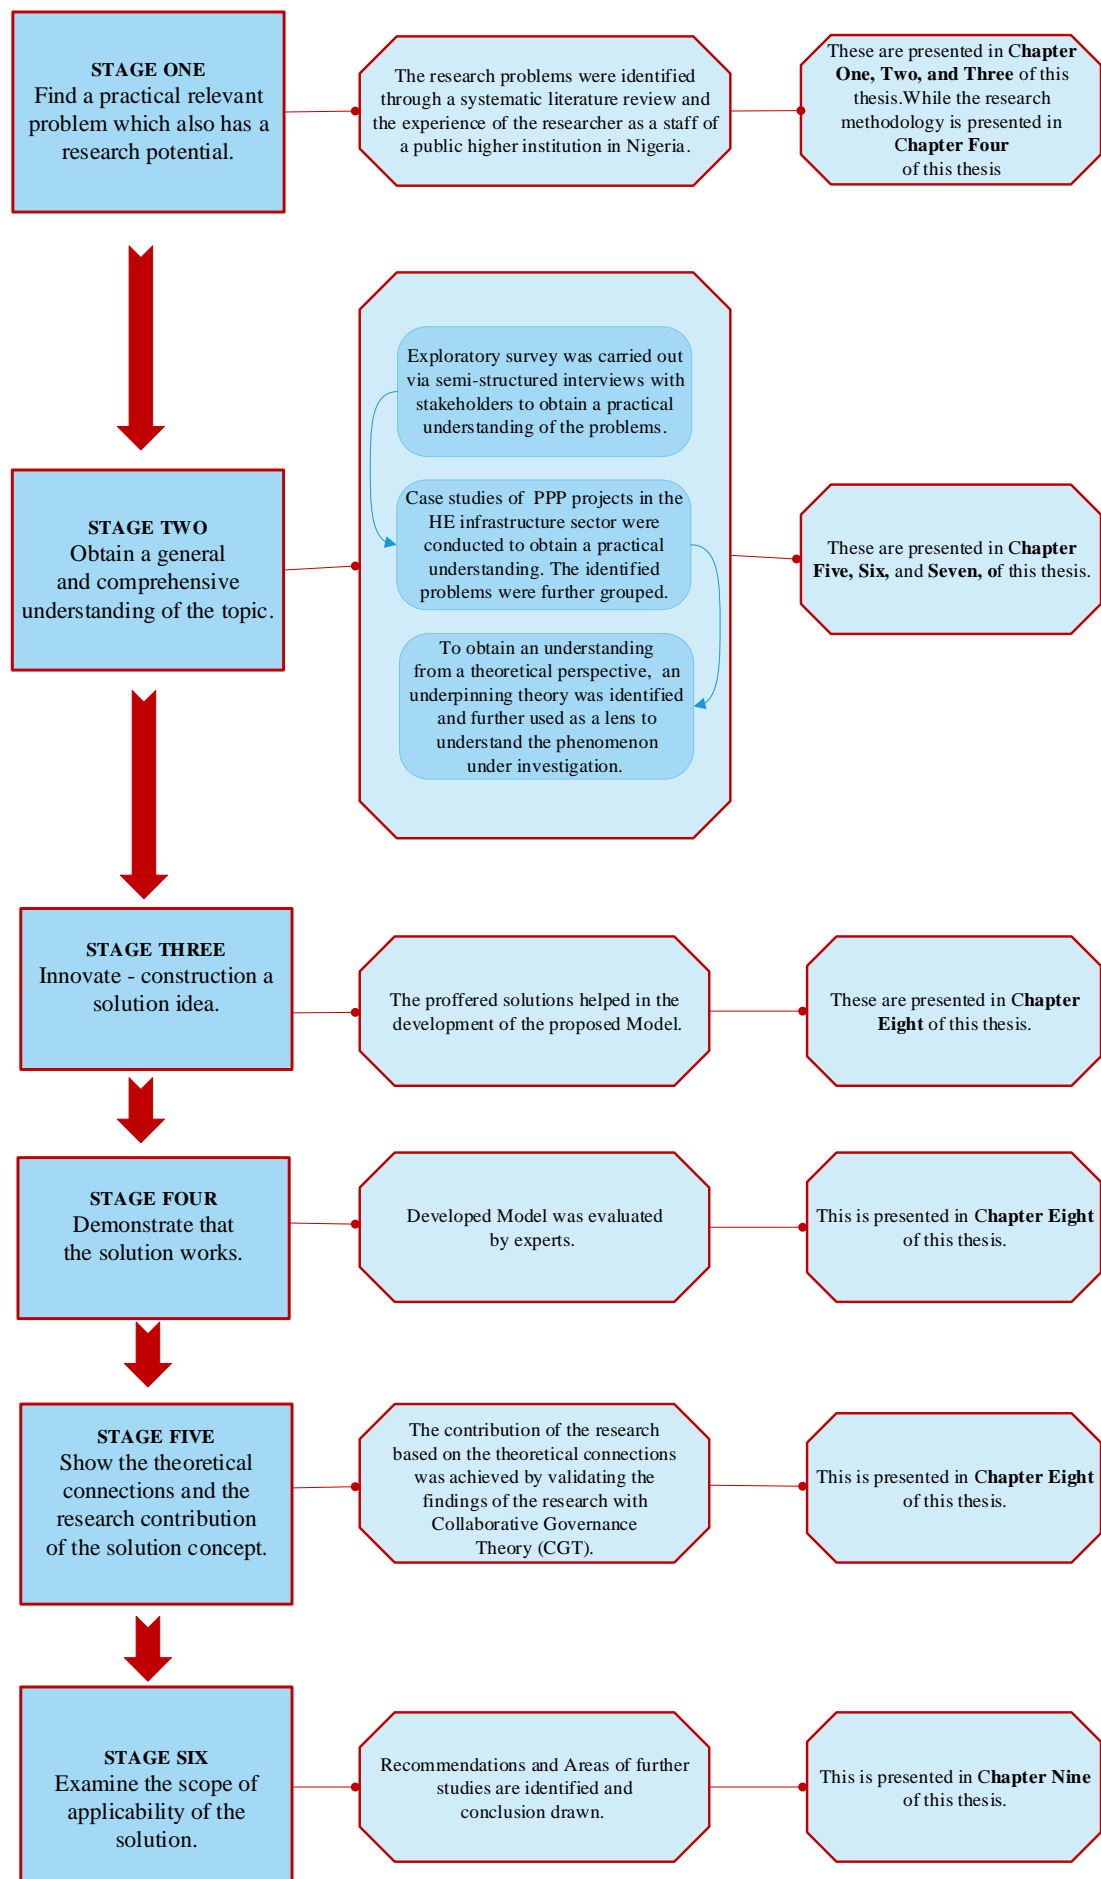 STAGE ONE
Find a practical relevant
problem which also has a
research potential.
The research problems were identified
through a systematic literature review and
the experience of the researcher as a staff of
a public higher institution in Nigeria.
These are presented in Chapter
One, Two, and Three of this
thesis.While the research
methodology is presented in
Chapter Four
of this thesis
STAGE TWO
Obtain a general
and comprehensive
understanding of the topic.
Exploratory survey was carried out
via semi-structured interviews with
stakeholders to obtain a practical
understanding of the problems.
Case studies of PPP projects in the
HE infrastructure sector were
conducted to obtain a practical
understanding. The identified
problems were further grouped.
To obtain an understanding
from a theoretical perspective, an
underpinning theory was identified
and further used as a lens to
understand the phenomenon
under investigation.
These are presented in Chapter
Five, Six, and Seven, of this thesis.
STAGE THREE
Innovate - construction a
solution idea.
The proffered solutions helped in the
development of the proposed Model.
These are presented in Chapter
Eight of this thesis.
STAGE FOUR
Demonstrate that
the solution works.
Developed Model was evaluated
by experts.
This is presented in Chapter Eight
of this thesis.
STAGE FIVE
Show the theoretical
connections and the
research contribution
of the solution concept.
The contribution of the research
based on the theoretical connections
was achieved by validating the
findings of the research with
Collaborative Governance
Theory (CGT).
This is presented in Chapter Eight
of this thesis.
STAGE SIX
Examine the scope of
applicability of the
solution.
Recommendations and Areas of further
studies are identified and
conclusion drawn.
This is presented in Chapter Nine
of this thesis.